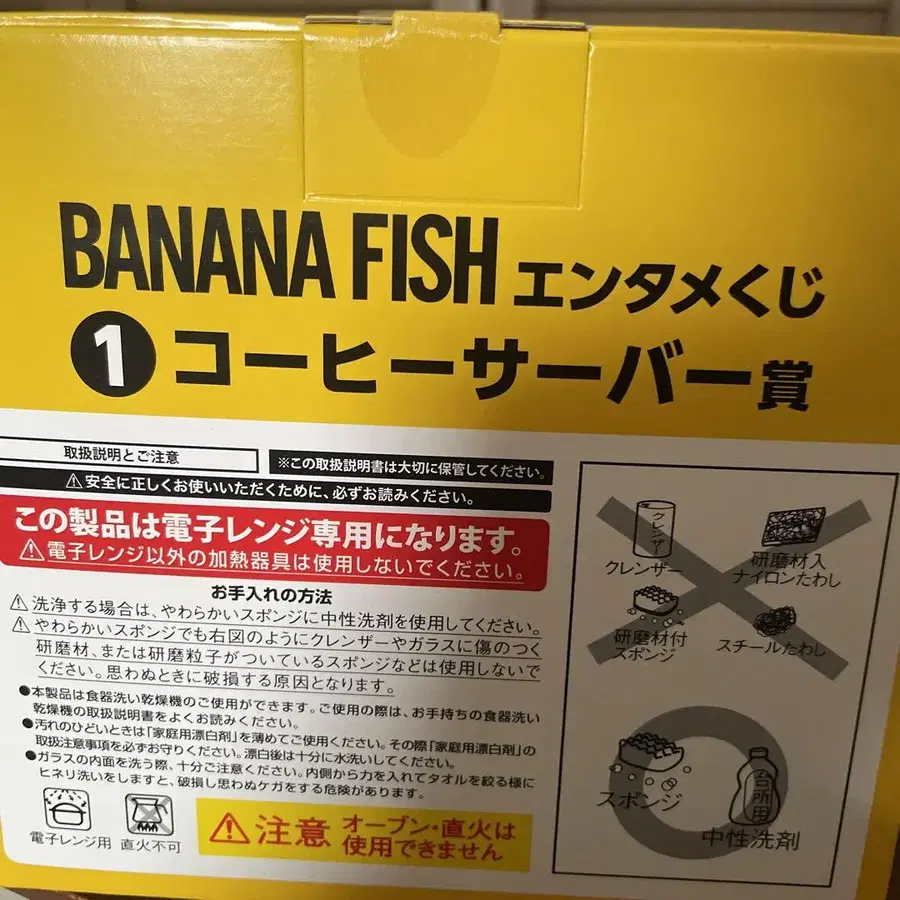 BANANA FISH エンタメくじ
1 コーヒーサーバー賞
取扱説明とご注意
※この取扱説明書は大切に保管してください。
⚠安全に正しくお使いいただくために、必ずお読みください。
この製品は電子レンジ専用になります。
⚠電子レンジ以外の加熱器具は使用しないでください。
お手入れの方法
⚠洗浄する場合は、やわらかいスポンジに中性洗剤を使用してください。
⚠やわらかいスポンジでも右図のようにクレンザーやガラスに傷のつく
研磨材、または研磨粒子がついているスポンジなどは使用しないで
ください。思わぬときに破損する原因となります。
●本製品は食器洗い乾燥機のご使用ができます。ご使用の際は、お手持ちの食器洗い
乾燥機の取扱説明書をよくお読みください。
●汚れのひどいときは「家庭用漂白剤」を薄めてご使用ください。その際「家庭用漂白剤」の
取扱注意事項を必ずお守りください。漂白後は十分に水洗いしてください。
●ガラスの内面を洗う際、十分ご注意ください。内側から力を入れてタオルを絞る様に
ヒネリ洗いをしますと、破損し思わぬケガをする危険があります。
電子レンジ用
直火不可
⚠注意 オーブン・直火は
使用できません
クレンザー
クレンザー
研磨材入
ナイロンたわし
研磨材付
スポンジ
スチールたわし
スポンジ
台所用
中性洗剤